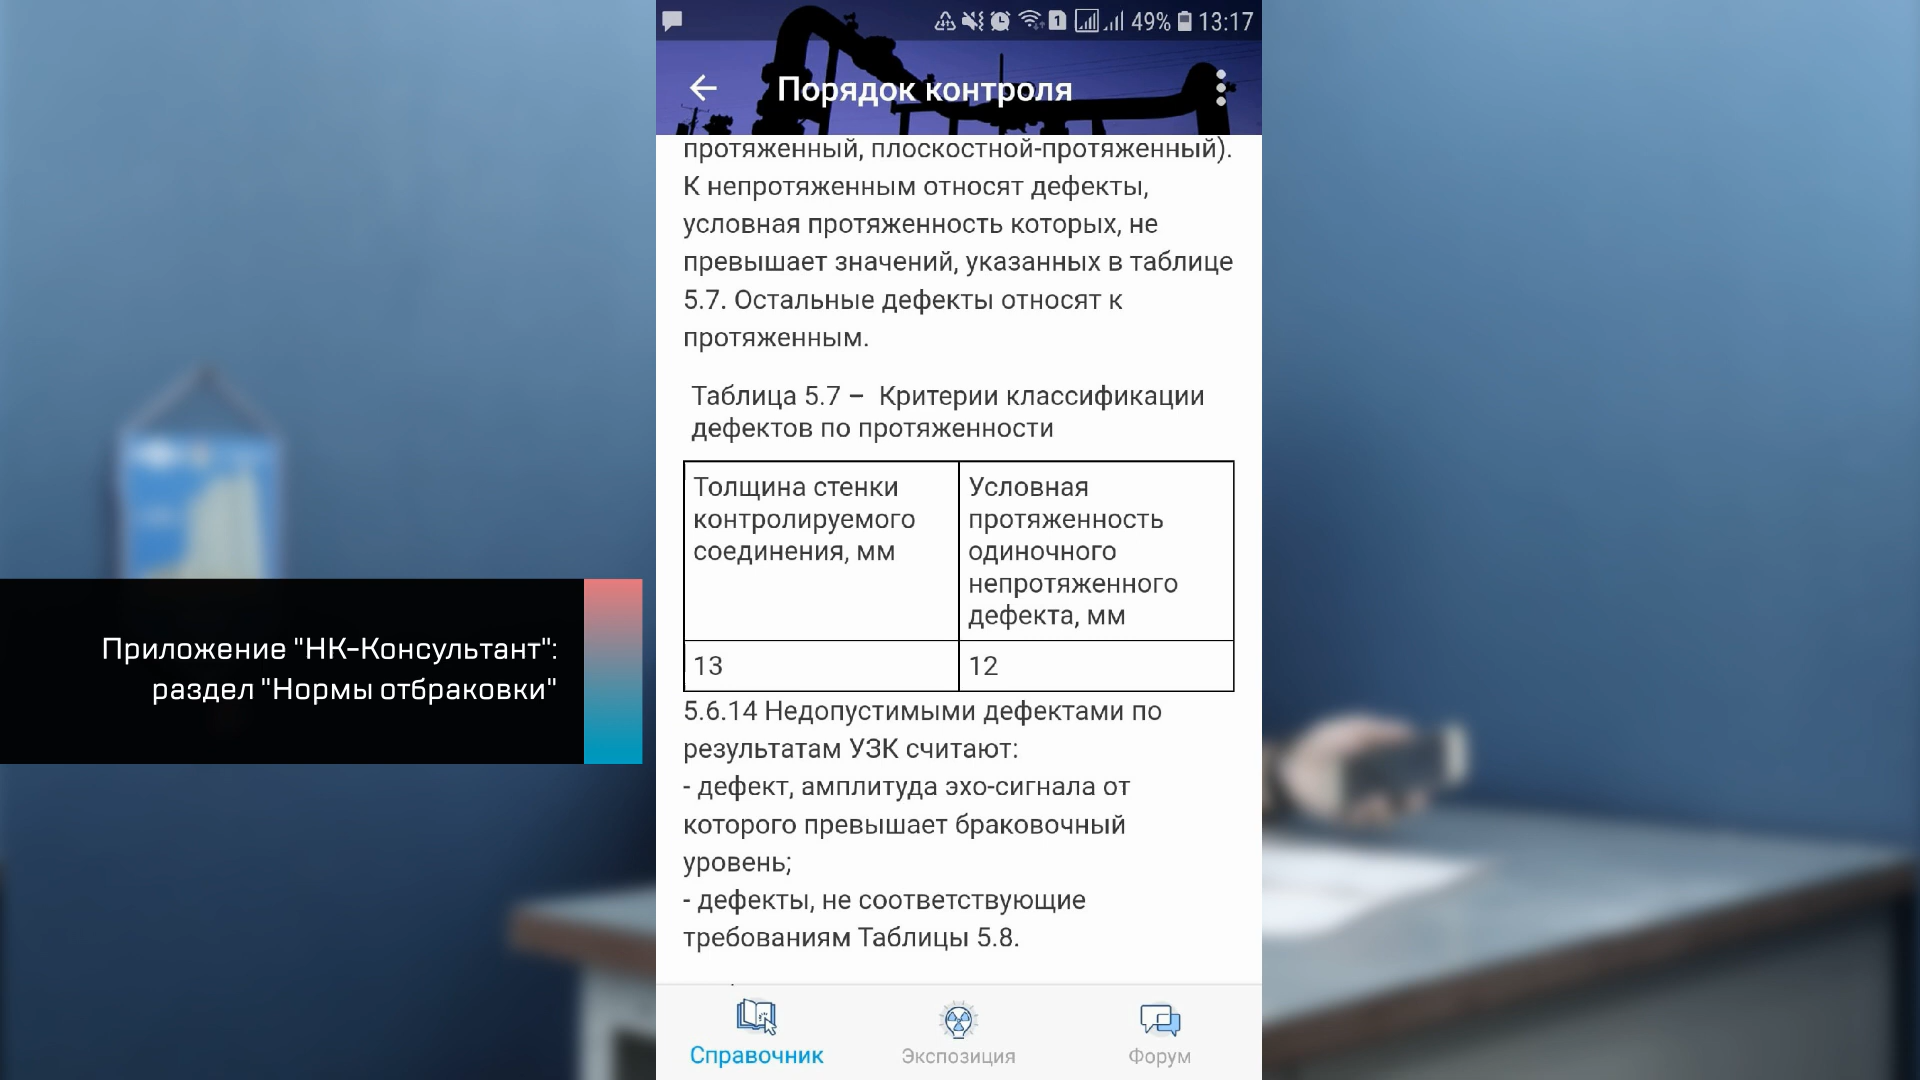 49% 13:17
Порядок контроля
протяженный, плоскостной-протяженный).
К непротяженным относят дефекты,
условная протяженность которых, не
превышает значений, указанных в таблице
5.7. Остальные дефекты относят к
протяженным.
Таблица 5.7 – Критерии классификации
дефектов по протяженности
Толщина стенки
контролируемого
соединения, мм
Условная
протяженность
одиночного
непротяженного
дефекта, мм
13
12
5.6.14 Недопустимыми дефектами по
результатам УЗК считают:
- дефект, амплитуда эхо-сигнала от
которого превышает браковочный
уровень;
- дефекты, не соответствующие
требованиям Таблицы 5.8.
Справочник
Экспозиция
Форум
Приложение "НК-Консультант":
раздел "Нормы отбраковки"